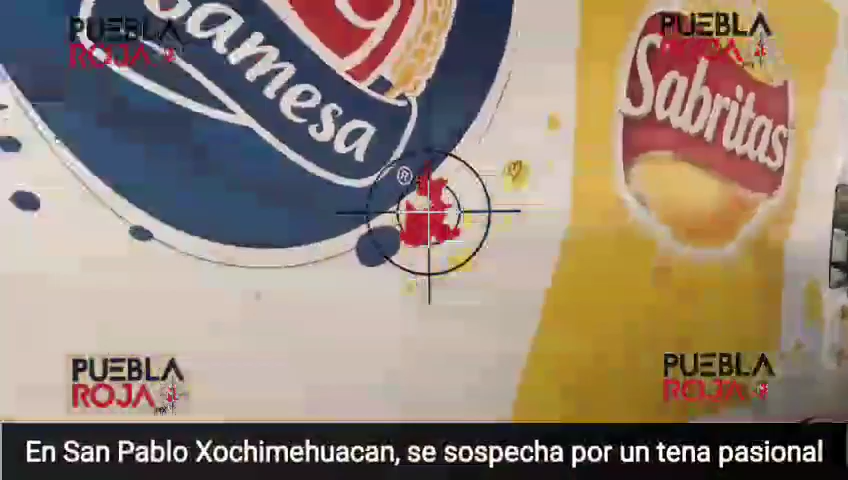 PUEBLA
ROJA
PUEBLA
ROJA
Gamesa
®
Sabritas
PUEBLA
ROJA
PUEBLA
ROJA
En San Pablo Xochimehuacan, se sospecha por un tena pasional